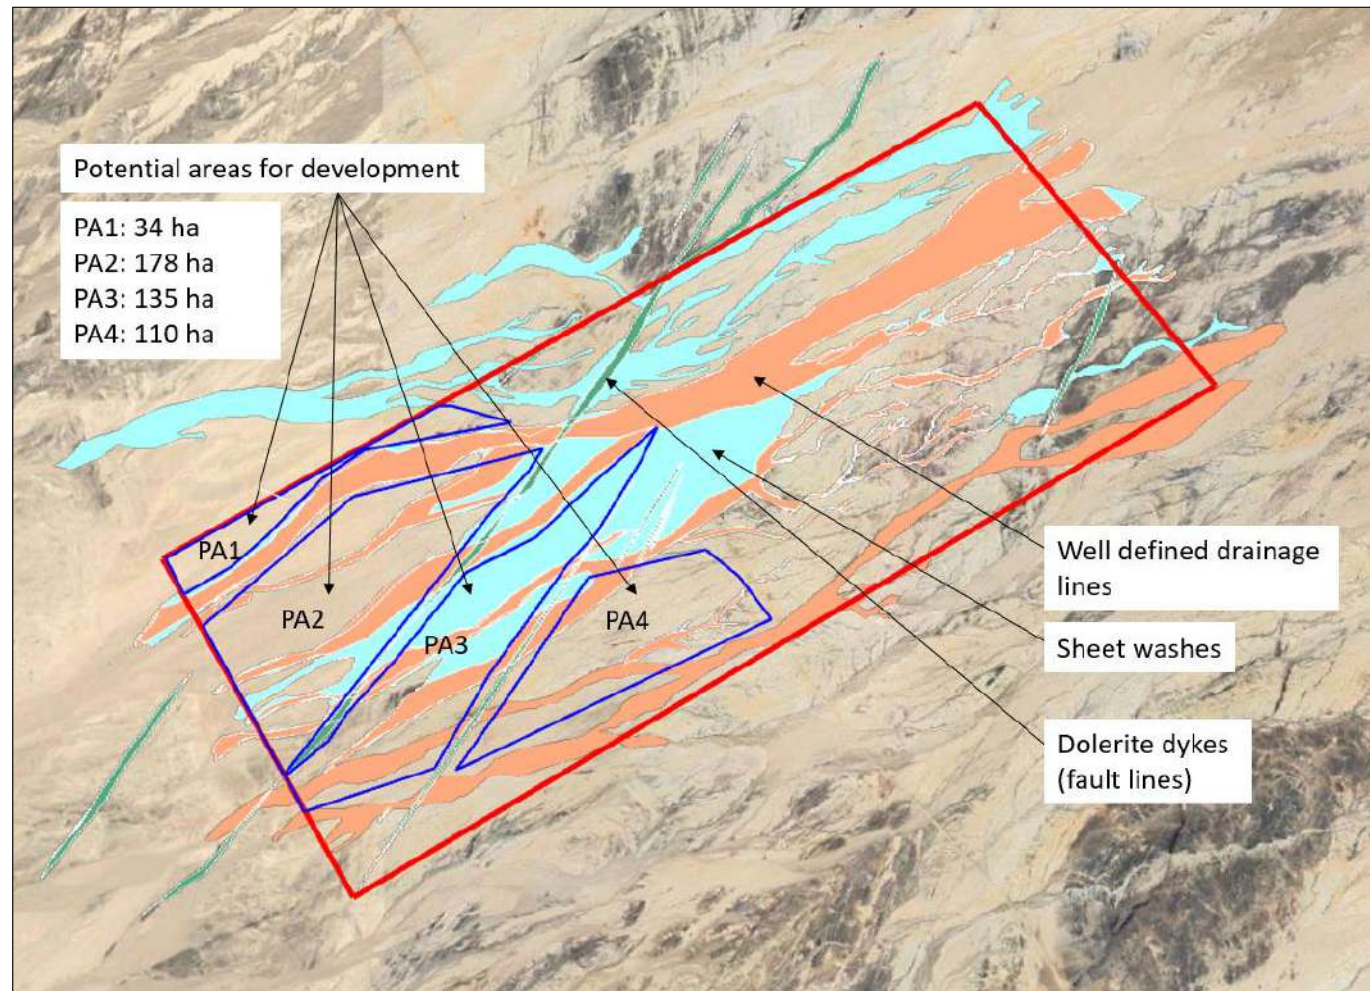 Potential areas for development
PA1: 34 ha
PA2: 178 ha
PA3: 135 ha
PA4: 110 ha
PA1
PA2
PA3
PA4
Well defined drainage
lines
Sheet washes
Dolerite dykes
(fault lines)